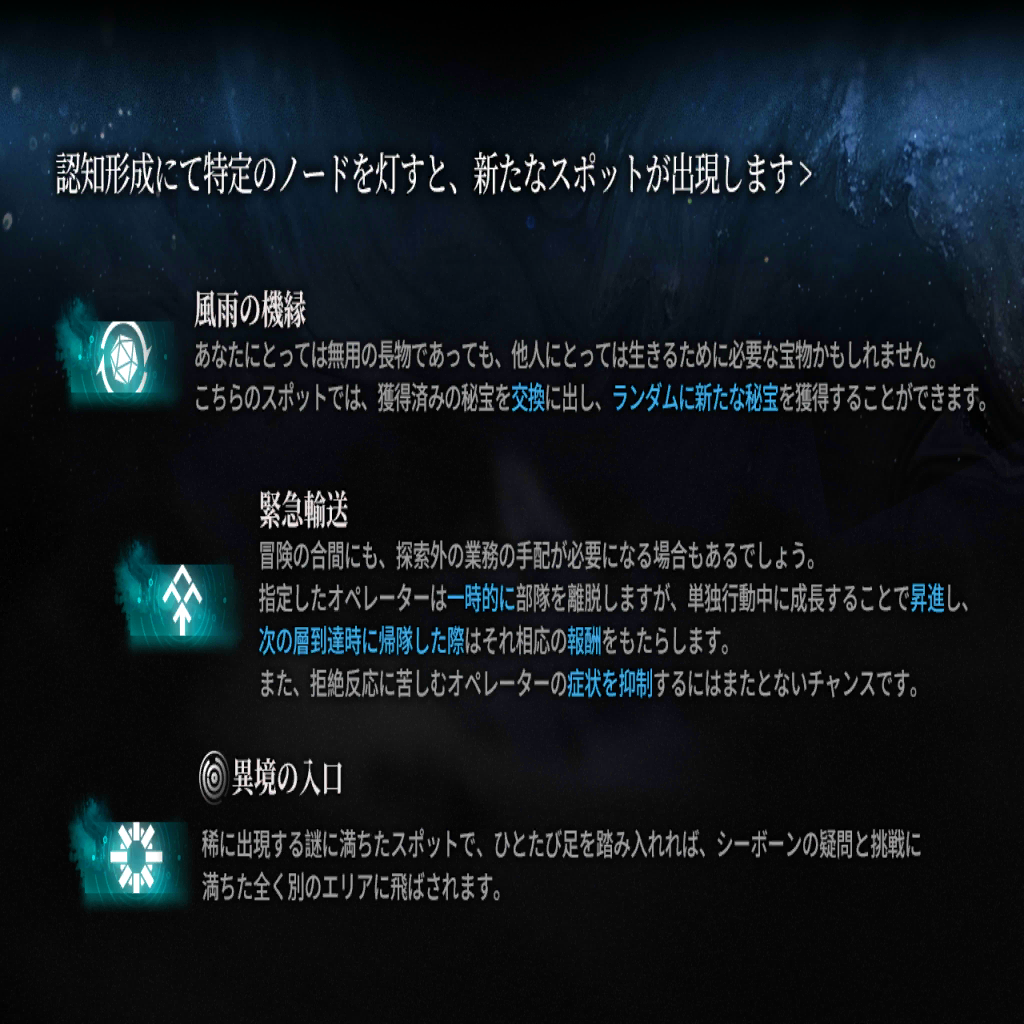 認知形成にて特定のノードを灯すと、新たなスポットが出現します>
風雨の機縁
あなたにとっては無用の長物であっても、他人にとっては生きるために必要な宝物かもしれません。
こちらのスポットでは、獲得済みの秘宝を交換に出し、ランダムに新たな秘宝を獲得することができます。
緊急輸送
冒険の合間にも、探索外の業務の手配が必要になる場合もあるでしょう。
指定したオペレーターは一時的に部隊を離脱しますが、単独行動中に成長することで昇進し、
次の層到達時に帰隊した際はそれ相応の報酬をもたらします。
また、拒絶反応に苦しむオペレーターの症状を抑制するにはまたとないチャンスです。
異境の入口
稀に出現する謎に満ちたスポットで、ひとたび足を踏み入れれば、シーボーンの疑問と挑戦に
満ちた全く別のエリアに飛ばされます。